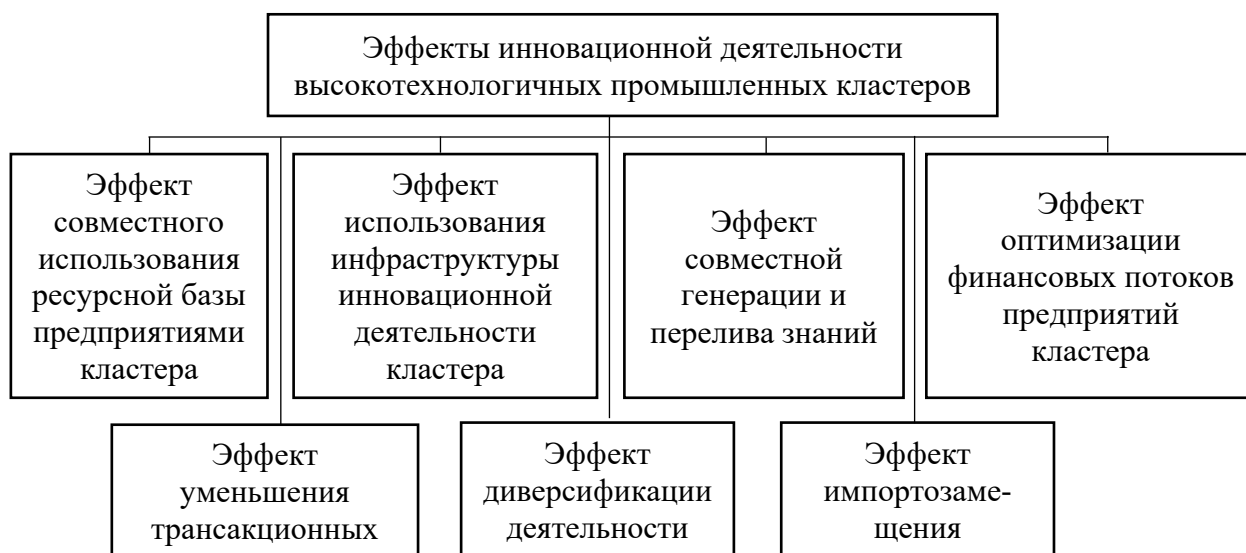 Эффекты инновационной деятельности
высокотехнологичных промышленных кластеров
Эффект
совместного
использования
ресурсной базы
предприятиями
кластера
Эффект
использования
инфраструктуры
инновационной
деятельности
кластера
Эффект
совместной
генерации и
перелива знаний
Эффект
оптимизации
финансовых потоков
предприятий
кластера
Эффект
уменьшения
трансакционных
Эффект
диверсификации
деятельности
Эффект
импортозаме-
щения